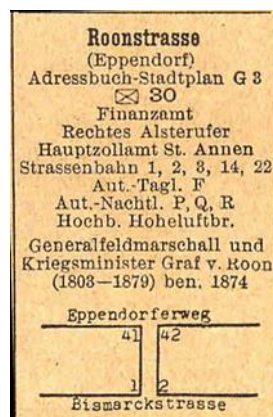 Roonstrasse
(Eppendorf)
Adressbuch-Stadtplan G 3
30
Finanzamt
Rechtes Alsterufer
Hauptzollamt St. Annen
Strassenbahn 1, 2, 3, 14, 22
Aut.-Tagl. F
Aut.-Nachtl. P, Q, R
Hochb. Hoheluftbr.
Generalfeldmarschall und
Kriegsminister Graf v. Roon
(1803—1879) ben. 1874
Eppendorferweg
41 42
1 2
Bismarckstrasse